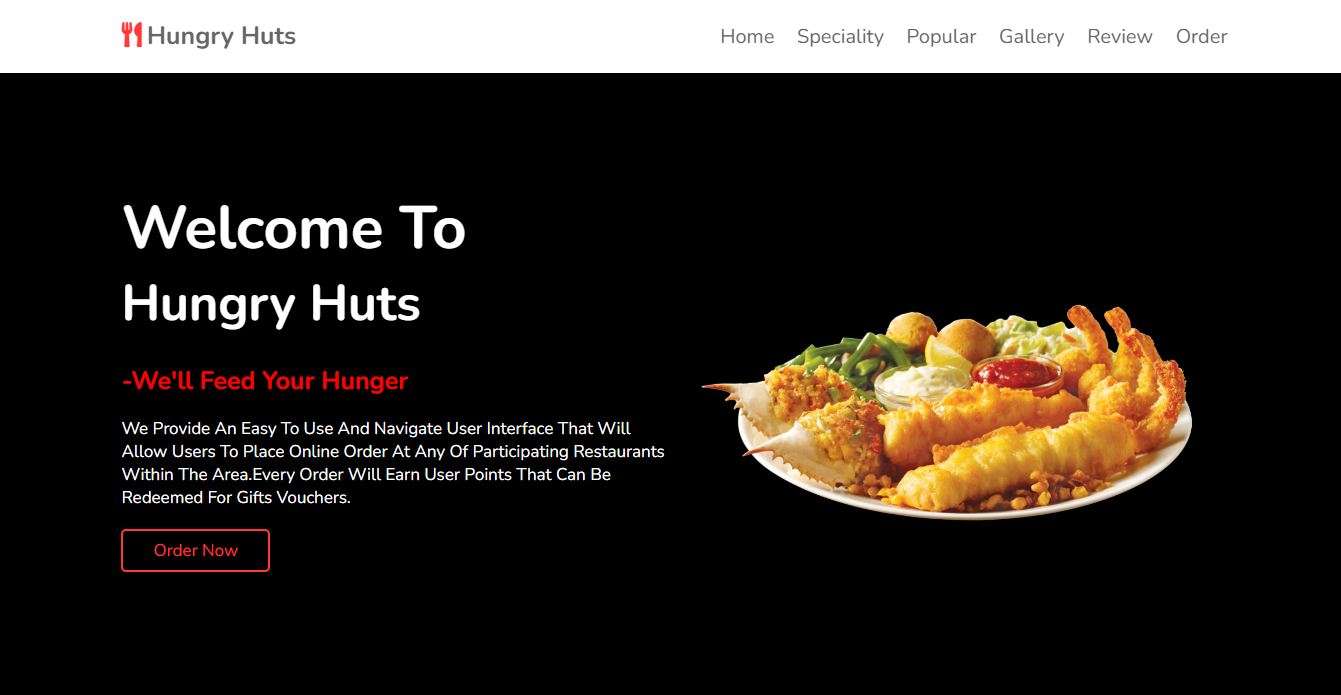 Hungry Huts
Home Speciality Popular Gallery Review Order
Welcome To
Hungry Huts
-We'll Feed Your Hunger
We Provide An Easy To Use And Navigate User Interface That Will
Allow Users To Place Online Order At Any Of Participating Restaurants
Within The Area.Every Order Will Earn User Points That Can Be
Redeemed For Gifts Vouchers.
Order Now